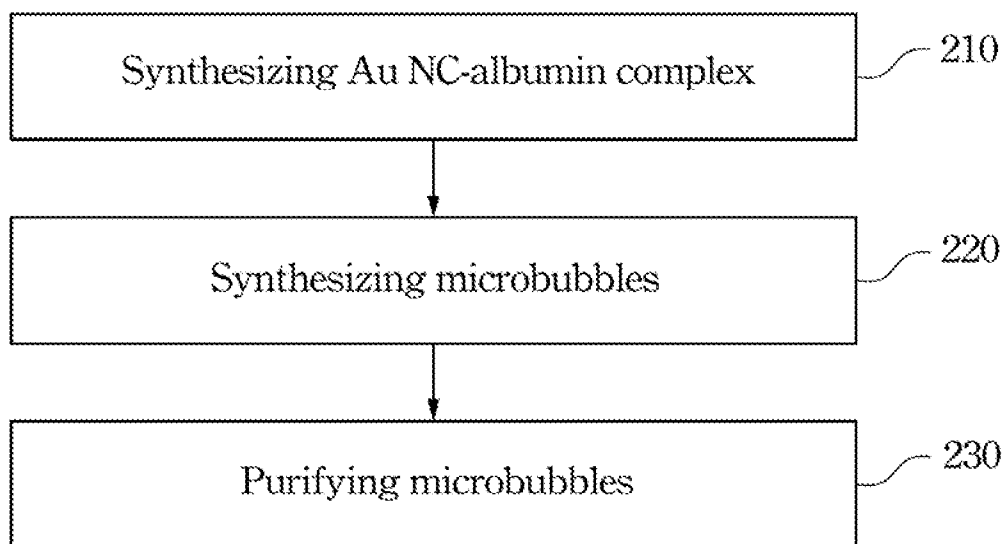 Synthesizing Au NC-albumin complex
210
Synthesizing microbubbles
220
Purifying microbubbles
230